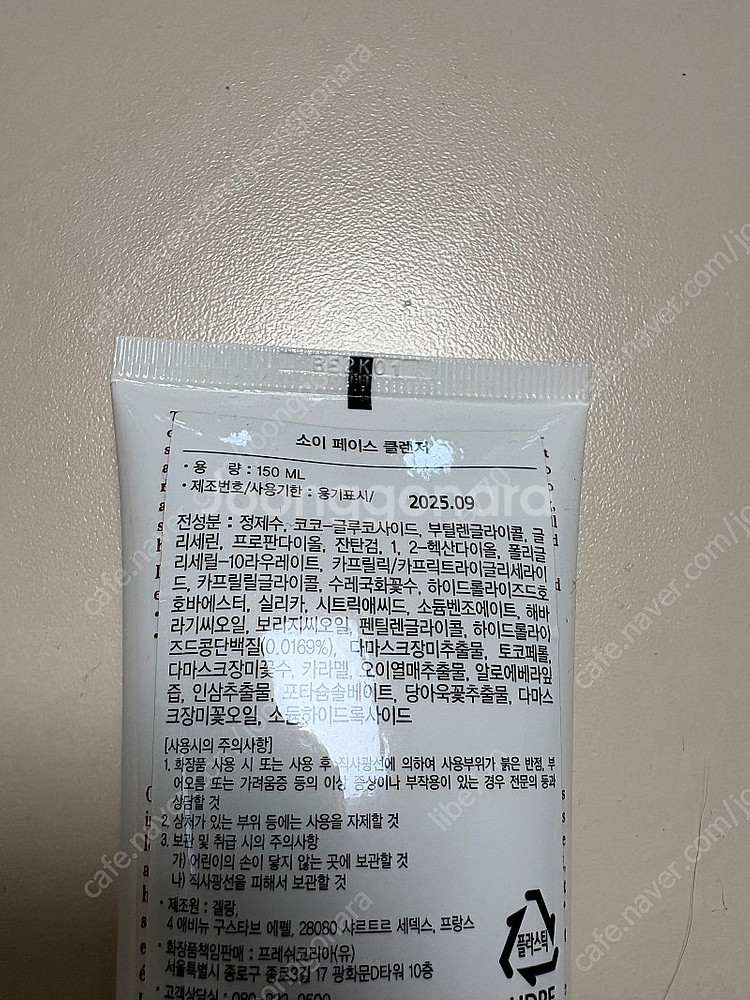 BE2K01
소이 페이스 클렌저
• 용 량 : 150 ML
• 제조번호/사용기한 : 용기표시/ 2025.09
전성분 : 정제수, 코코-글루코사이드, 부틸렌글라이콜, 글
리세린, 프로판다이올, 잔탄검, 1, 2-헥산다이올, 폴리글
리세릴-10라우레이트, 카프릴릭/카프릭트라이글리세라이
드, 카프릴릴글라이콜, 수레국화꽃수, 하이드롤라이즈드호
호바에스터, 실리카, 시트릭애씨드, 소듐벤조에이트, 해바
라기씨오일, 보리지씨오일, 펜틸렌글라이콜, 하이드롤라이
즈드콩단백질(0.0169%), 다마스크장미추출물, 토코페롤,
다마스크장미꽃수, 카라멜, 오이열매추출물, 알로에베라잎
즙, 인삼추출물, 포타슘솔베이트, 당아욱꽃추출물, 다마스
크장미꽃오일, 소듐하이드록사이드
[사용시의 주의사항]
1. 화장품 사용 시 또는 사용 후 직사광선에 의하여 사용부위가 붉은 반점, 부
어오름 또는 가려움증 등의 이상 증상이나 부작용이 있는 경우 전문의 등과
상담할 것
2. 상처가 있는 부위 등에는 사용을 자제할 것
3. 보관 및 취급 시의 주의사항
가) 어린이의 손이 닿지 않는 곳에 보관할 것
나) 직사광선을 피해서 보관할 것
• 제조원 : 겔랑,
4 애비뉴 구스타브 에펠, 28080 샤르트르 세덱스, 프랑스
• 화장품책임판매 : 프레쉬코리아(유)
서울특별시 종로구 종로3길 17 광화문D타워 10층
• 고객상담실 : 080-822-9500
플라스틱
HDPE
joonggonara
cafe.naver.com/joonggonara